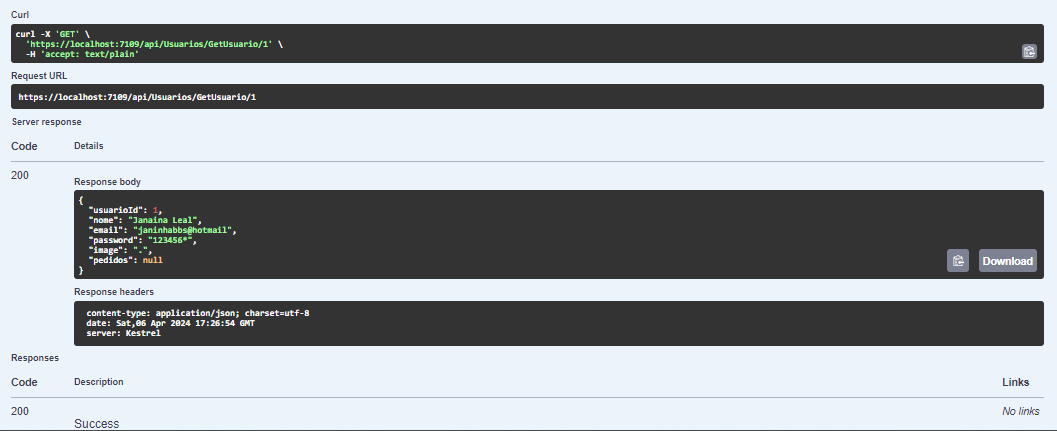 Curl
curl -X 'GET' \
'https://localhost:7109/api/Usuarios/GetUsuario/1' \
-H 'accept: text/plain'
Request URL
https://localhost:7109/api/Usuarios/GetUsuario/1
Server response
Code Details
200
Response body
{
"usuarioId": 1,
"nome": "Janaina Leal",
"email": "janinhabbs@hotmail",
"password": "123456*",
"image": ".",
"pedidos": null
}
Download
Response headers
content-type: application/json; charset=utf-8
date: Sat,06 Apr 2024 17:26:54 GMT
server: Kestrel
Responses
Code Description Links
200 No links
Success